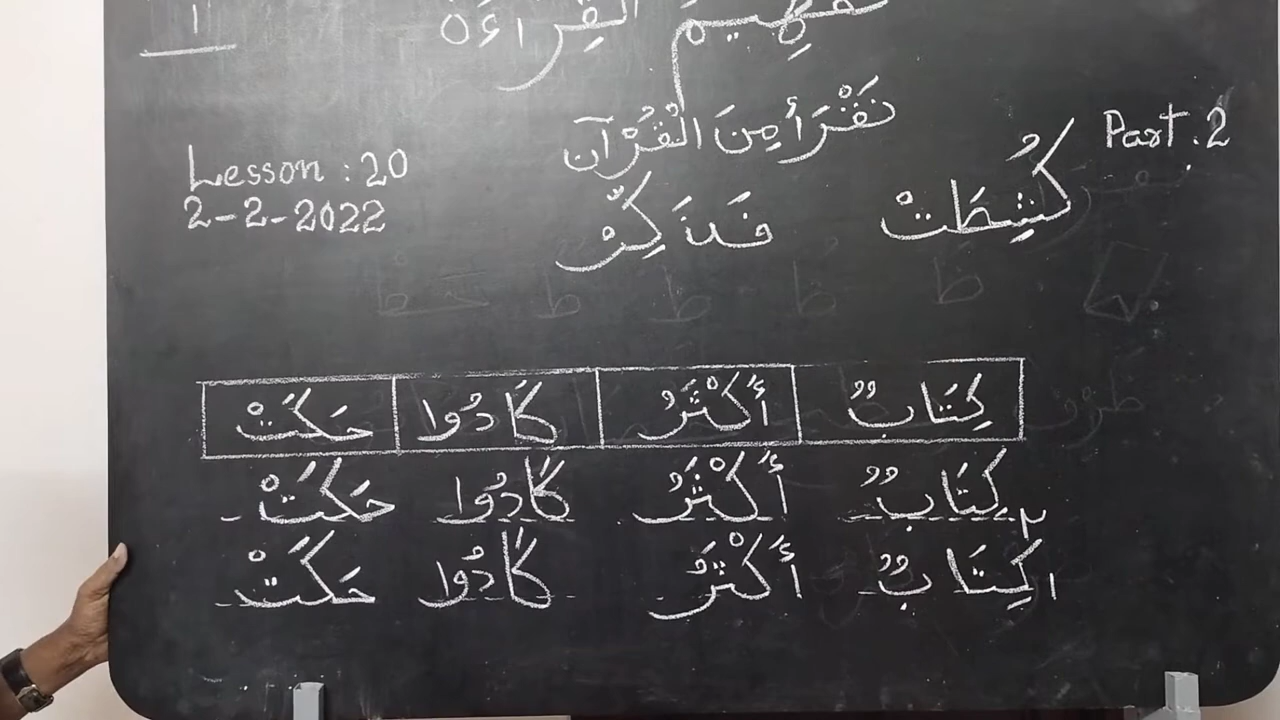 تَفْهِيمُ الْقِرَاءَة
١
نَقْرَأُ مِنَ الْقُرْآن
Part.2
Lesson : 20
2-2-2022
كُشِطَتْ فَذَكِّرْ
كِتَابٌ أَكْثَرُ كَادُوا حَكَتْ
كِتَابٌ أَكْثَرُ كَادُوا حَكَتْ
كِتَابٌ أَكْثَرُ كَادُوا حَكَتْ